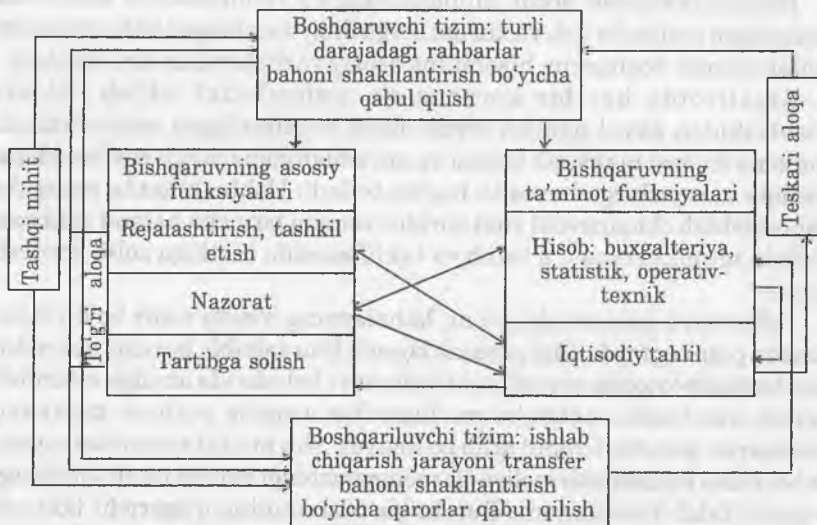 Boshqaruvchi tizim: turli
darajadagi rahbarlar
bahoni shakllantirish bo'yicha
qabul qilish
Tashqi mihit
To'g'ri aloqa
Bishqaruvning asosiy
funksiyallri
Rejalashtirish, tashkil
etish
Nazorat
Tartibga solish
Bishqaruvning
ta'minot funksiyalari
Hisob: buxgalteriya,
statistik, operativ-
texnik
Iqtisodiy tahlil
Teskari aloqa
Boshqariluvchi tizim: ishlab
chiqarish jarayoni transfer
bahoni shakllantirish
bo'yicha qarorlar qabul qilish